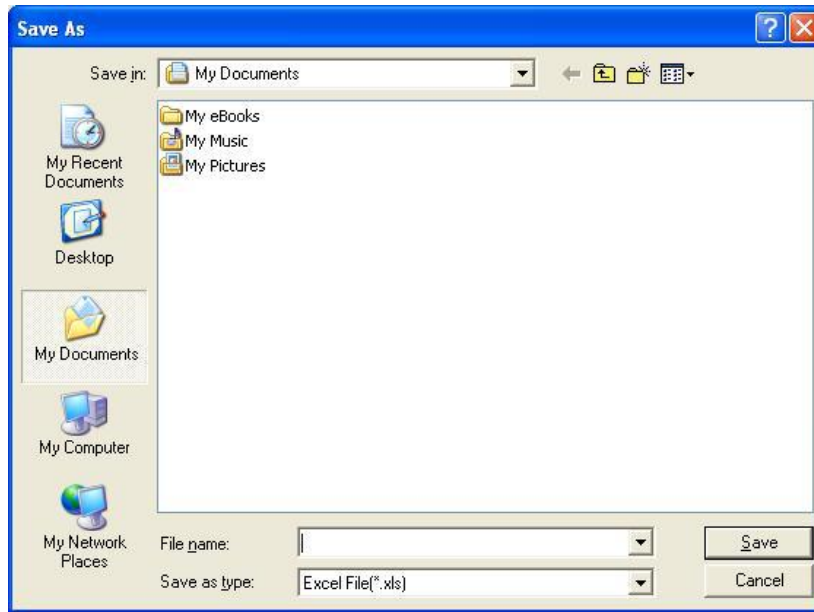 Save As
Save in: My Documents
My eBooks
My Music
My Pictures
My Recent
Documents
Desktop
My Documents
My Computer
My Network
Places
File name:
Save
Save as type: Excel File(*.xls)
Cancel